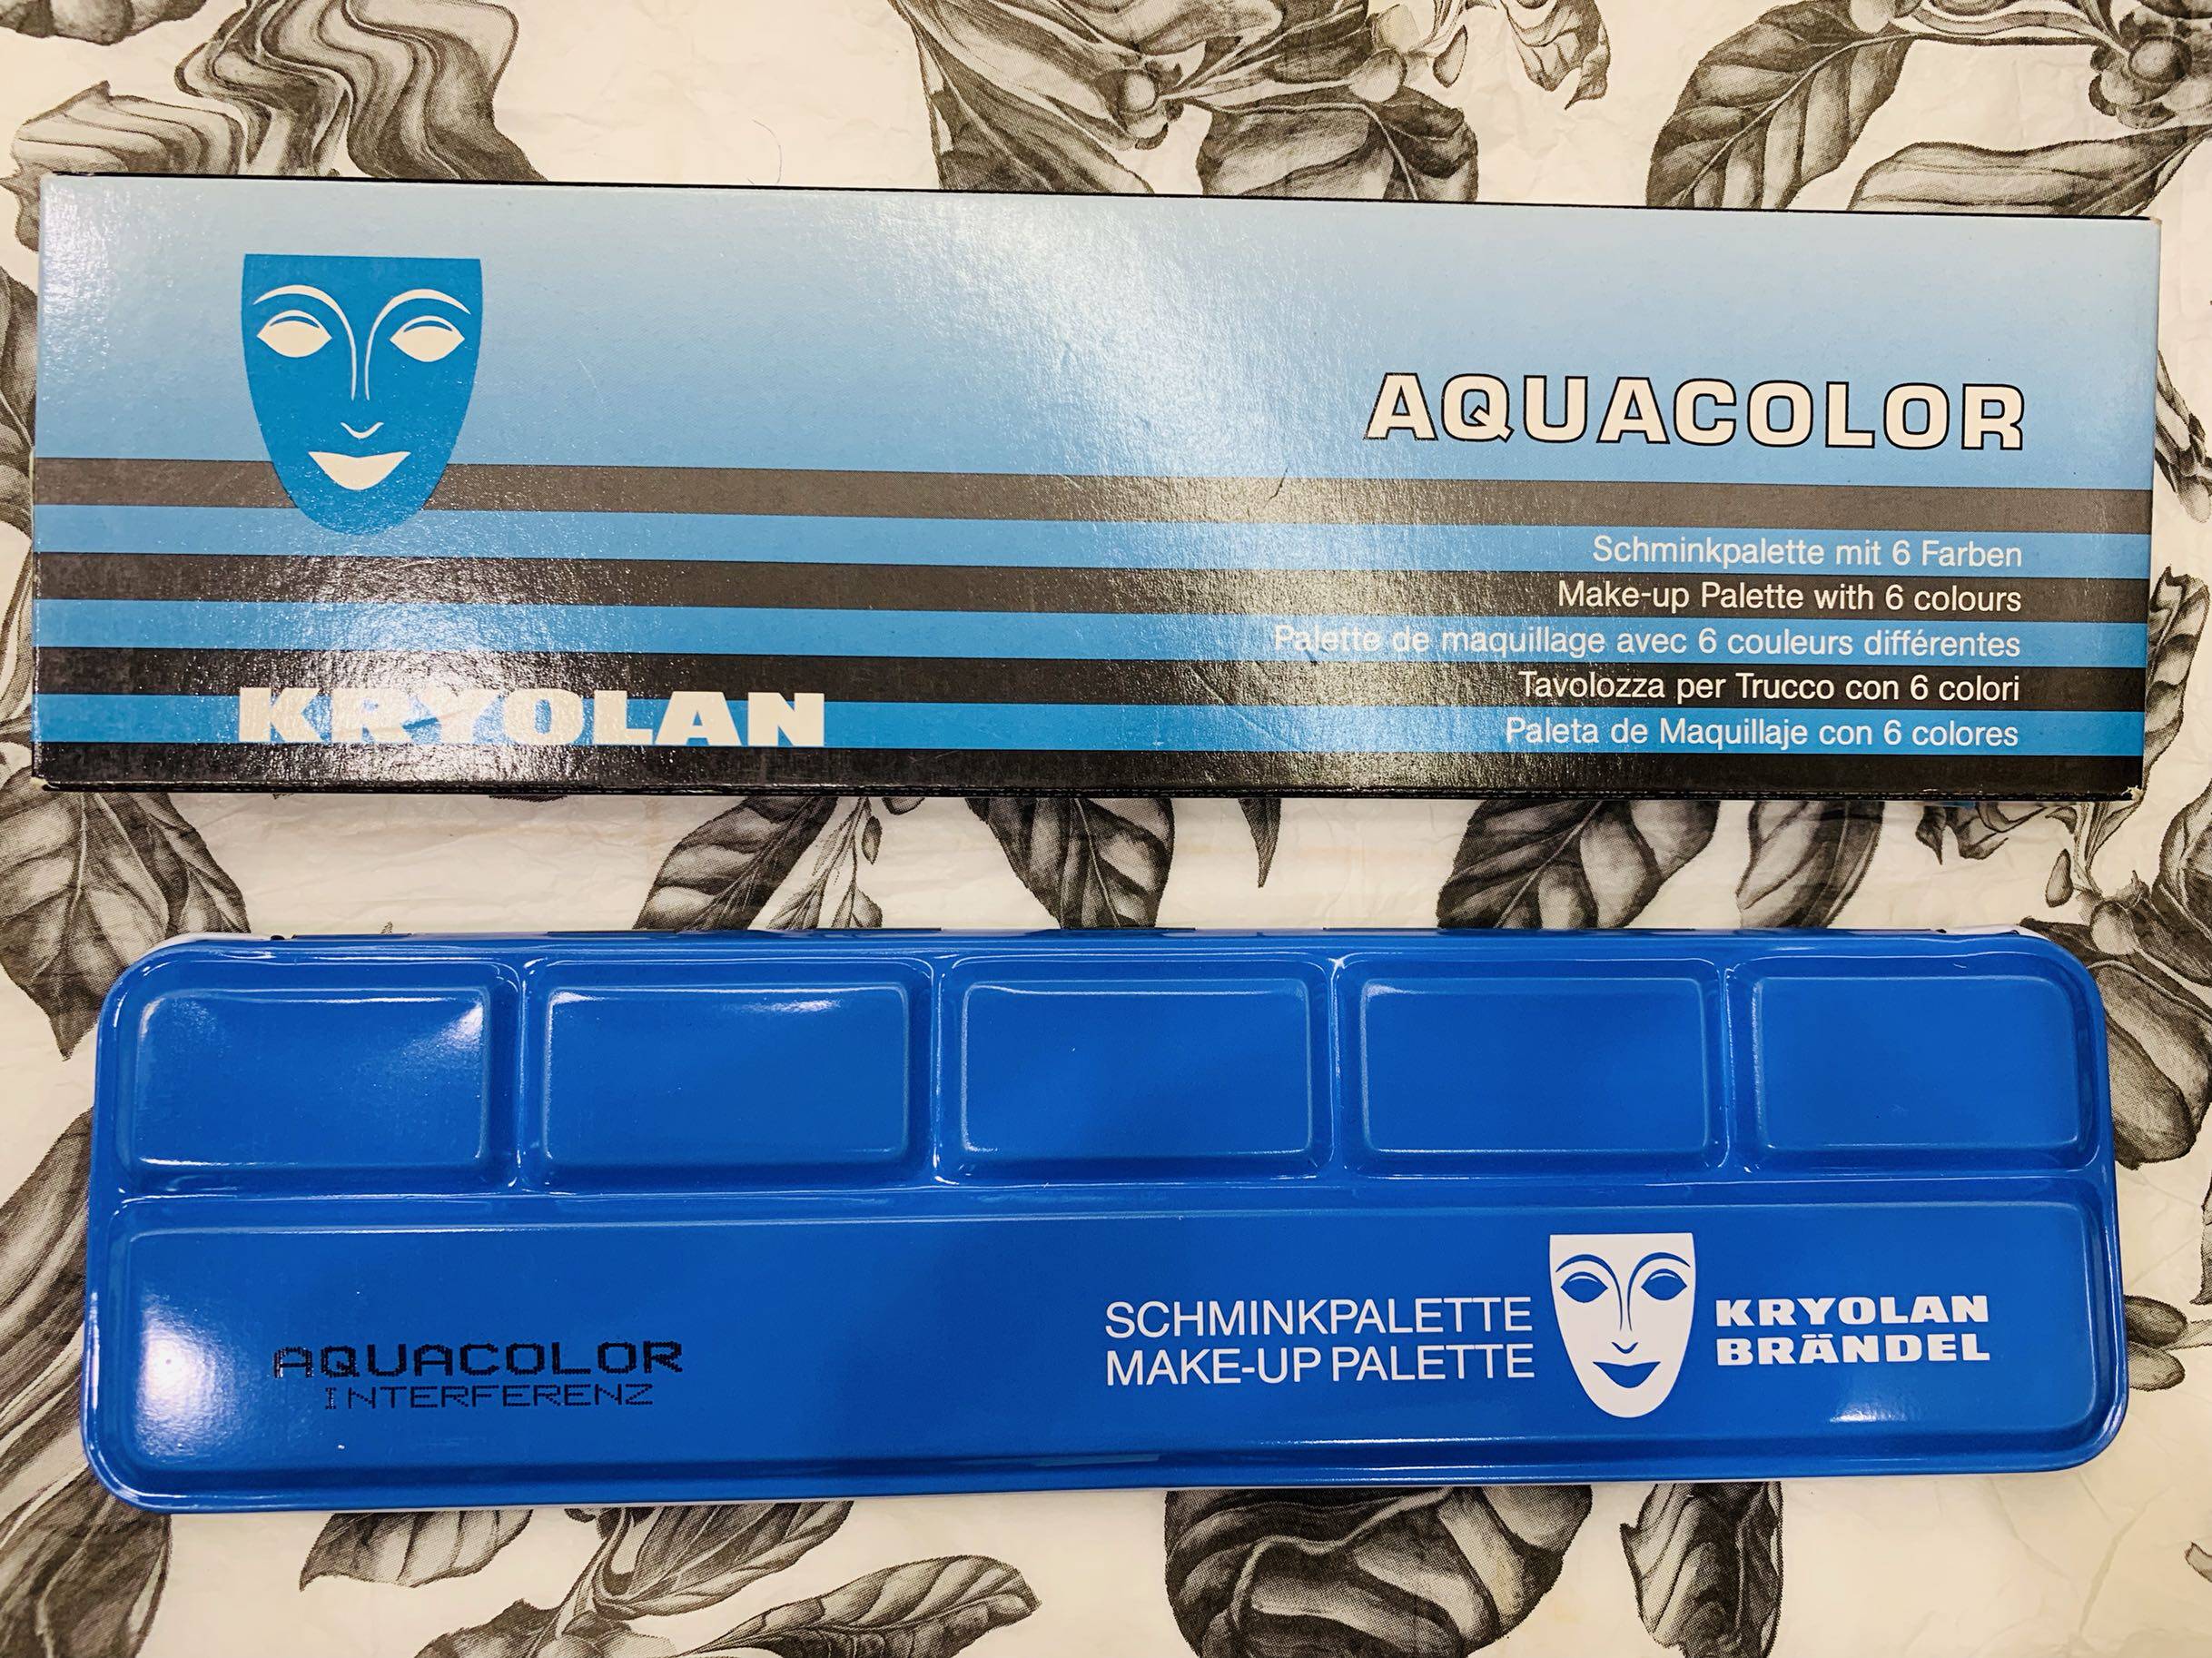 AQUACOLOR
Schminkpalette mit 6 Farben
Make-up Palette with 6 colours
Palette de maquillage avec 6 couleurs différentes
Tavolozza per Trucco con 6 colori
Paleta de Maquillaje con 6 colores
KRYOLAN
AQUACOLOR
INTERFERENZ
SCHMINKPALETTE
MAKE-UP PALETTE
KRYOLAN
BRÄNDEL